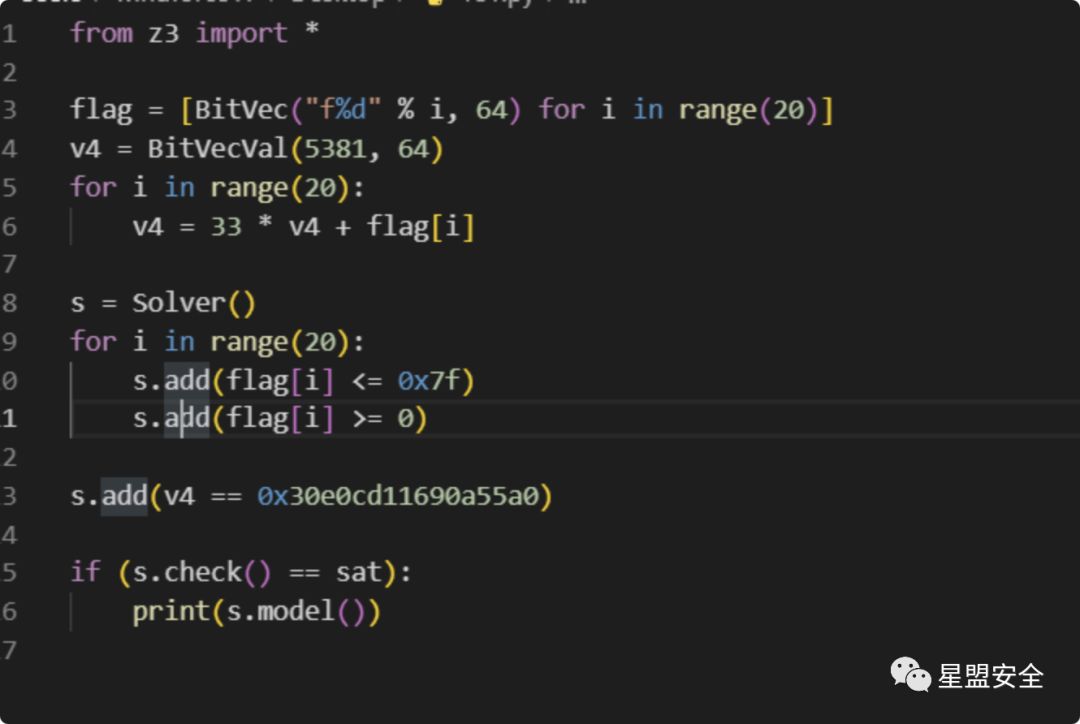 1 from z3 import *
2
3 flag = [BitVec("f%d" % i, 64) for i in range(20)]
4 v4 = BitVecVal(5381, 64)
5 for i in range(20):
6 v4 = 33 * v4 + flag[i]
7
8 s = Solver()
9 for i in range(20):
0 s.add(flag[i] <= 0x7f)
1 s.add(flag[i] >= 0)
2
3 s.add(v4 == 0x30e0cd11690a55a0)
4
5 if (s.check() == sat):
6 print(s.model())
7
星盟安全